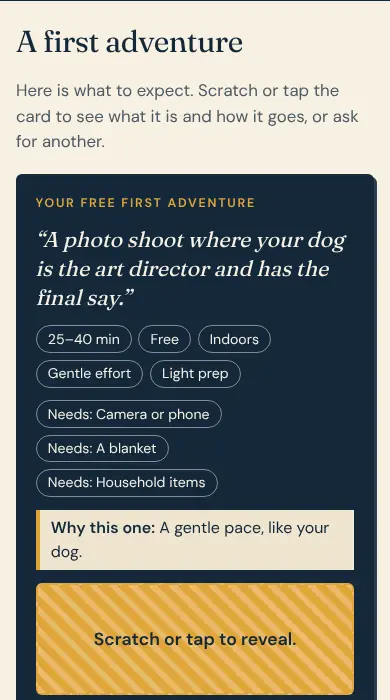 A first adventure
Here is what to expect. Scratch or tap the
card to see what it is and how it goes, or ask
for another.
YOUR FREE FIRST ADVENTURE
“A photo shoot where your dog
is the art director and has the
final say.”
25–40 min Free Indoors
Gentle effort Light prep
Needs: Camera or phone
Needs: A blanket
Needs: Household items
Why this one: A gentle pace, like your
dog.
Scratch or tap to reveal.